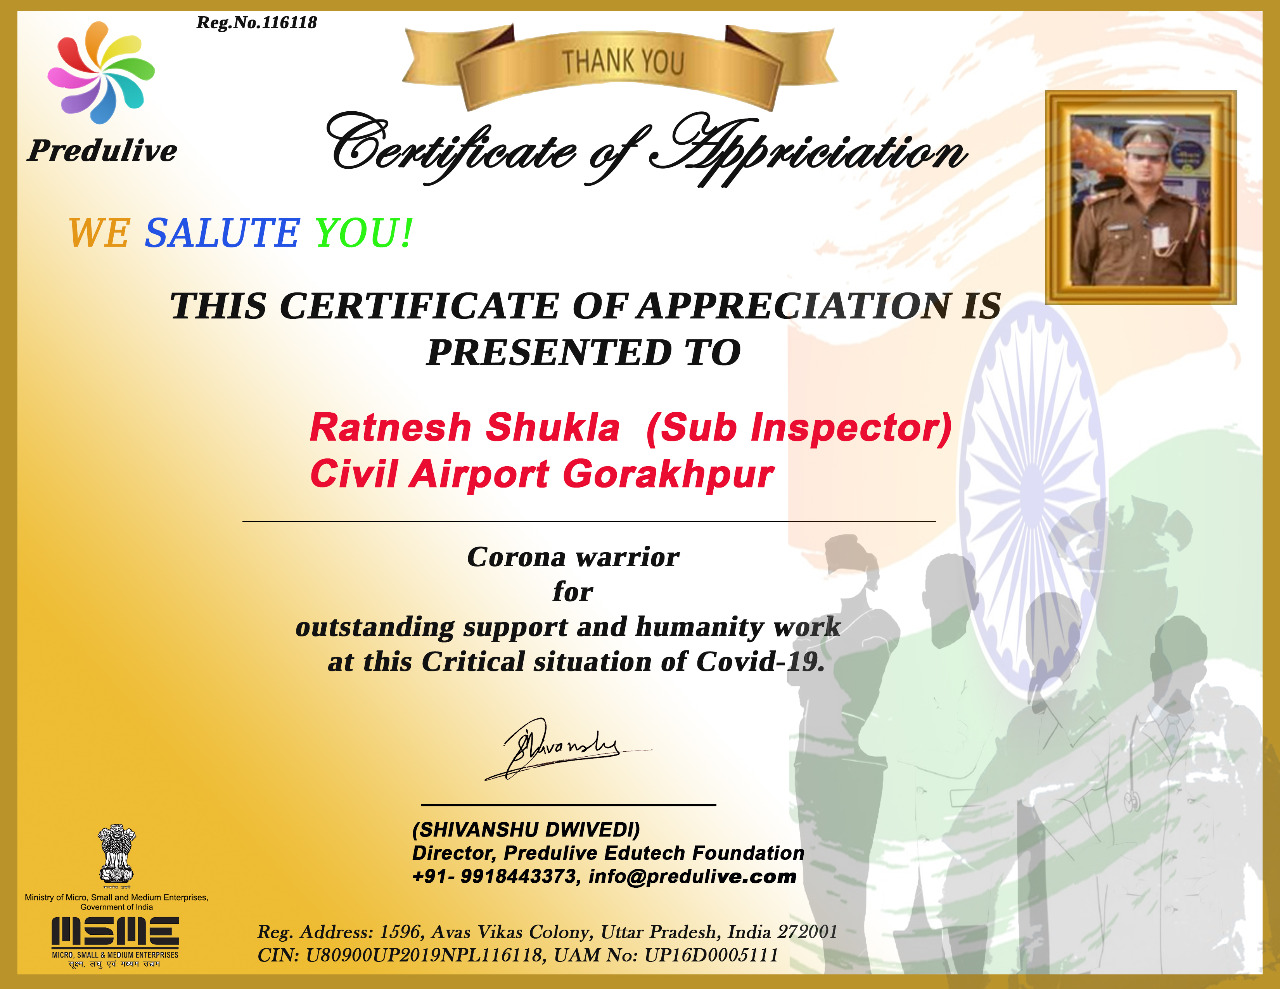 Reg.No.116118
THANK YOU
Predulive
Certificate of Appriciation
WE SALUTE YOU!
THIS CERTIFICATE OF APPRECIATION IS
PRESENTED TO
Ratnesh Shukla (Sub Inspector)
Civil Airport Gorakhpur
Corona warrior
for
outstanding support and humanity work
at this Critical situation of Covid-19.
Shivanshu
(SHIVANSHU DWIVEDI)
Director, Predulive Edutech Foundation
+91- 9918443373, info@predulive.com
सत्यमेव जयते
Ministry of Micro, Small and Medium Enterprises,
Government of India
MSME
MICRO, SMALL & MEDIUM ENTERPRISES
सूक्ष्म, लघु एवं मध्यम उद्यम
Reg. Address: 1596, Avas Vikas Colony, Uttar Pradesh, India 272001
CIN: U80900UP2019NPL116118, UAM No: UP16D0005111